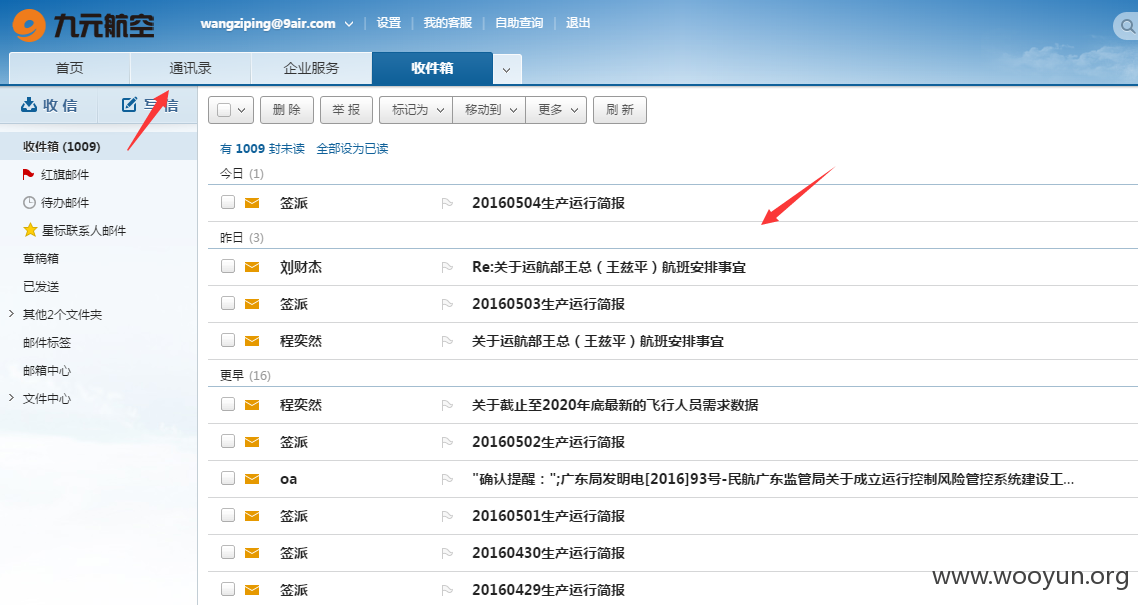 九元航空 wangziping@9air.com 设置 我的客服 自助查询 退出
首页 通讯录 企业服务 收件箱
收信 写信
删除 举报 标记为 移动到 更多 刷新
收件箱 (1009)
红旗邮件
待办邮件
星标联系人邮件
草稿箱
已发送
其他2个文件夹
邮件标签
邮箱中心
文件中心
有 1009 封未读 全部设为已读
今日 (1)
签派 20160504生产运行简报
昨日 (3)
刘财杰 Re:关于运航部王总（王兹平）航班安排事宜
签派 20160503生产运行简报
程奕然 关于运航部王总（王兹平）航班安排事宜
更早 (16)
程奕然 关于截止至2020年底最新的飞行人员需求数据
签派 20160502生产运行简报
oa "确认提醒：";广东局发明电[2016]93号-民航广东监管局关于成立运行控制风险管控系统建设工...
签派 20160501生产运行简报
签派 20160430生产运行简报
签派 20160429生产运行简报
www.wooyun.org